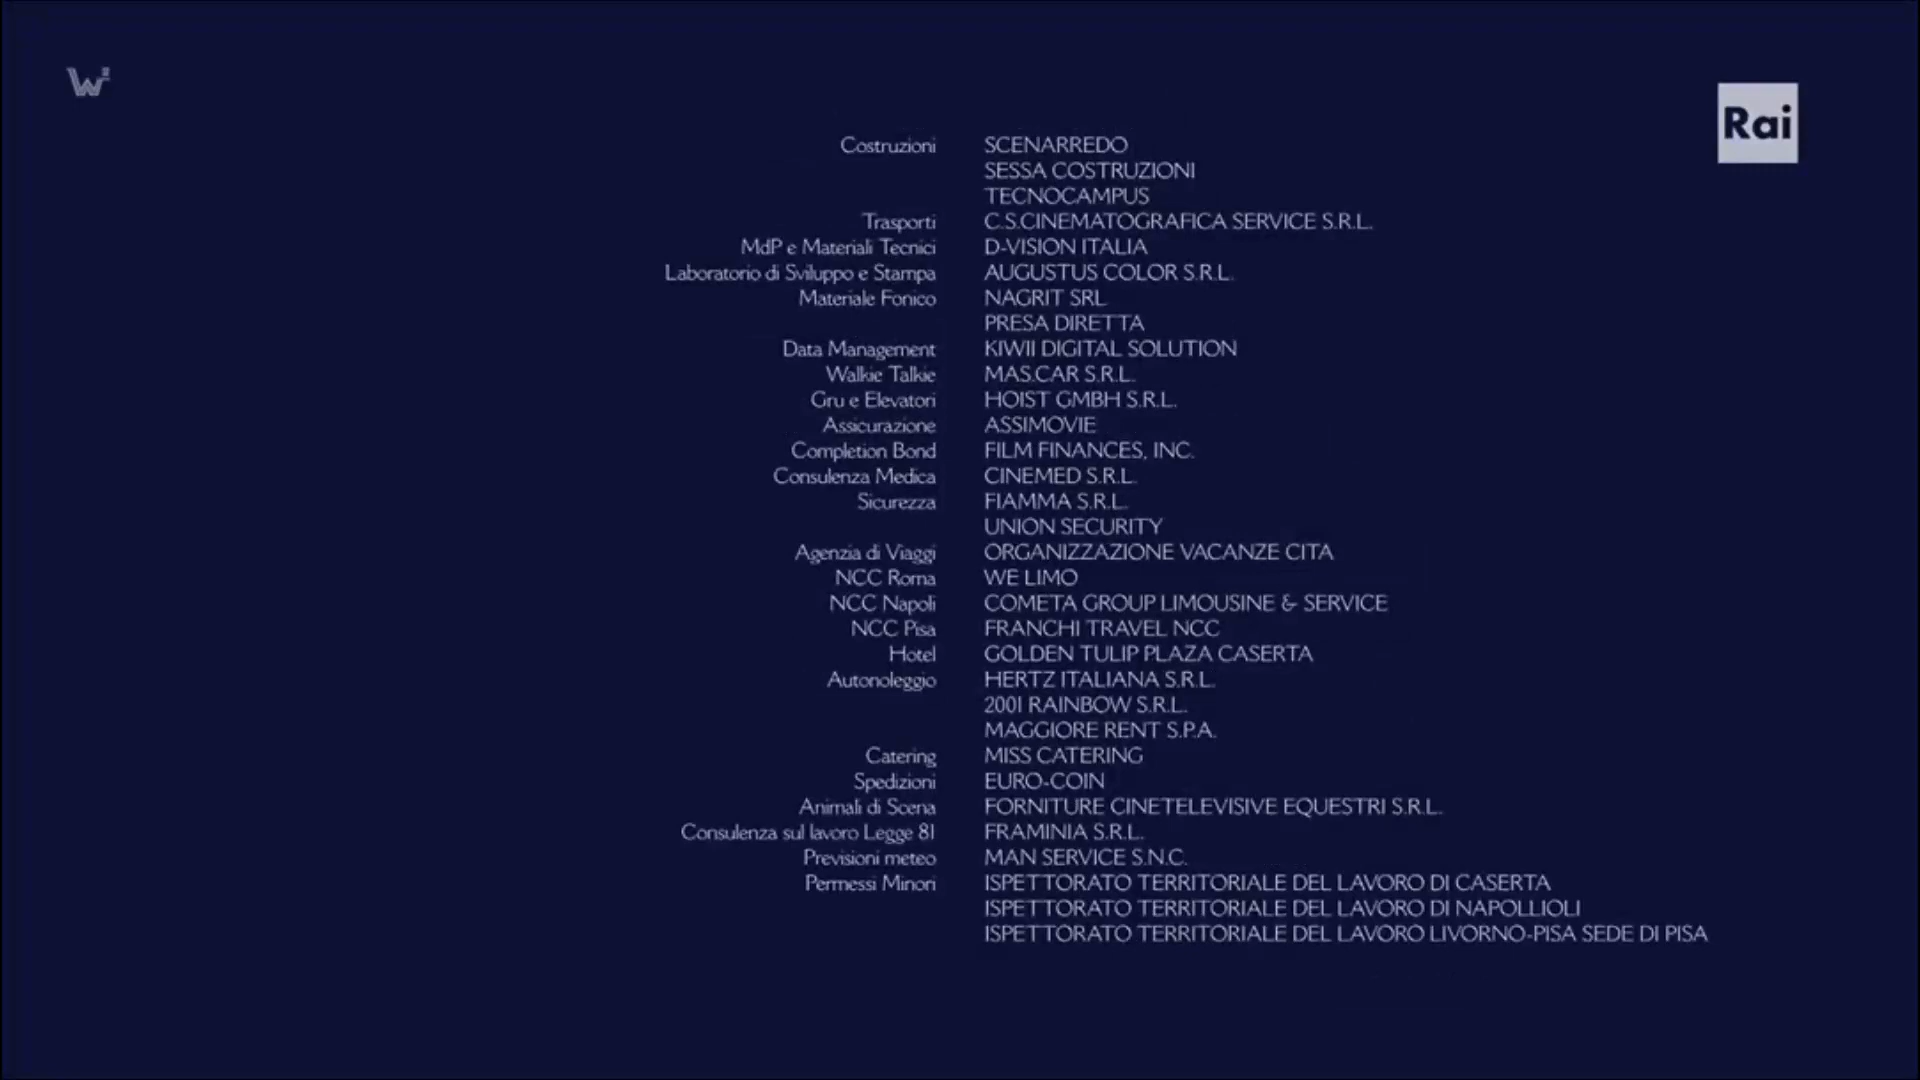 W²
Rai
Costruzioni SCENARREDO
SESSA COSTRUZIONI
TECNOCAMPUS
Trasporti C.S.CINEMATOGRAFICA SERVICE S.R.L.
MdP e Materiali Tecnici D-VISION ITALIA
Laboratorio di Sviluppo e Stampa AUGUSTUS COLOR S.R.L.
Materiale Fonico NAGRIT SRL
PRESA DIRETTA
Data Management KIWII DIGITAL SOLUTION
Walkie Talkie MAS.CAR S.R.L.
Gru e Elevatori HOIST GMBH S.R.L.
Assicurazione ASSIMOVIE
Completion Bond FILM FINANCES, INC.
Consulenza Medica CINEMED S.R.L.
Sicurezza FIAMMA S.R.L.
UNION SECURITY
Agenzia di Viaggi ORGANIZZAZIONE VACANZE CITA
NCC Roma WE LIMO
NCC Napoli COMETA GROUP LIMOUSINE & SERVICE
NCC Pisa FRANCHI TRAVEL NCC
Hotel GOLDEN TULIP PLAZA CASERTA
Autonoleggio HERTZ ITALIANA S.R.L.
2001 RAINBOW S.R.L.
MAGGIORE RENT S.P.A.
Catering MISS CATERING
Spedizioni EURO-COIN
Animali di Scena FORNITURE CINETELEVISIVE EQUESTRI S.R.L.
Consulenza sul lavoro Legge 81 FRAMINIA S.R.L.
Previsioni meteo MAN SERVICE S.N.C.
Permessi Minori ISPETTORATO TERRITORIALE DEL LAVORO DI CASERTA
ISPETTORATO TERRITORIALE DEL LAVORO DI NAPOLLIOLI
ISPETTORATO TERRITORIALE DEL LAVORO LIVORNO-PISA SEDE DI PISA